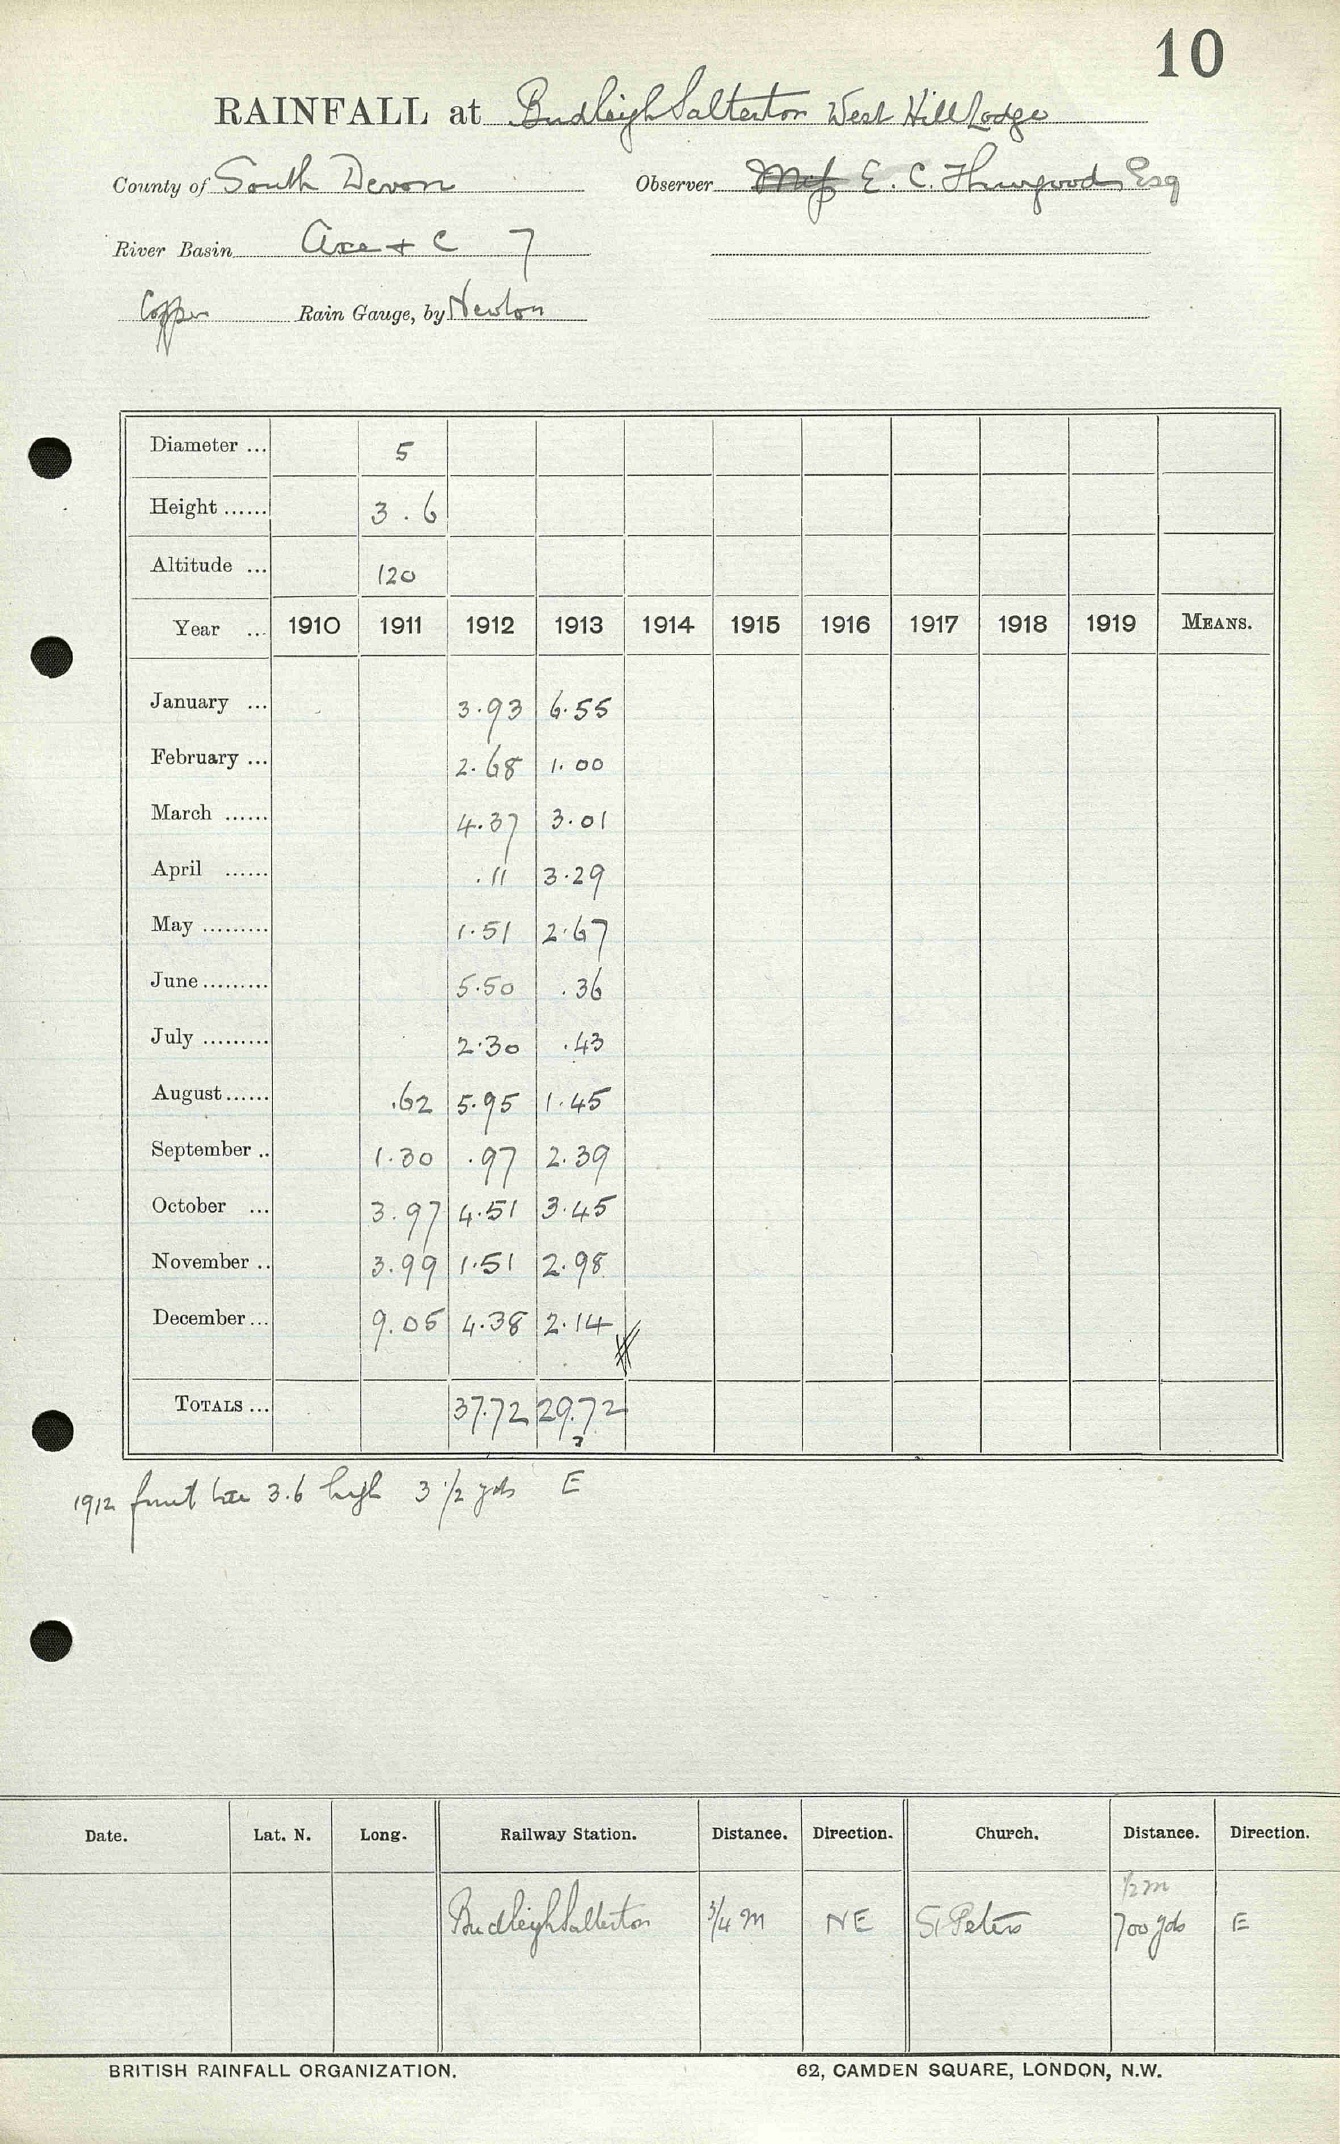 10
RAINFALL at Budleigh Salterton West Hill Lodge
County of South Devon Observer Miss E. C. Thurgood, Esq
River Basin Axe + c 7
Copper Rain Gauge, by Newton
Diameter ... 5
Height ...... 3.6
Altitude ... 120
Year ... 1910 1911 1912 1913 1914 1915 1916 1917 1918 1919 MEANS.
January ... 3.93 6.55
February ... 2.68 1.00
March ...... 4.37 3.01
April ...... .11 3.29
May ......... 1.51 2.67
June ......... 5.50 .36
July ......... 2.30 .43
August ...... .62 5.95 1.45
September .. 1.30 .97 2.39
October ... 3.97 4.51 3.45
November .. 3.99 1.51 2.98
December ... 9.05 4.38 2.14
TOTALS ... 37.72 29.72
?
1912 fruit tree 3.6 high 3 1/2 yds E
Date. Lat. N. Long. Railway Station. Distance. Direction. Church. Distance. Direction.
1/2 m
Budleigh Salterton 3/4 m NE St Peters 700 yds E
BRITISH RAINFALL ORGANIZATION. 62, CAMDEN SQUARE, LONDON, N.W.